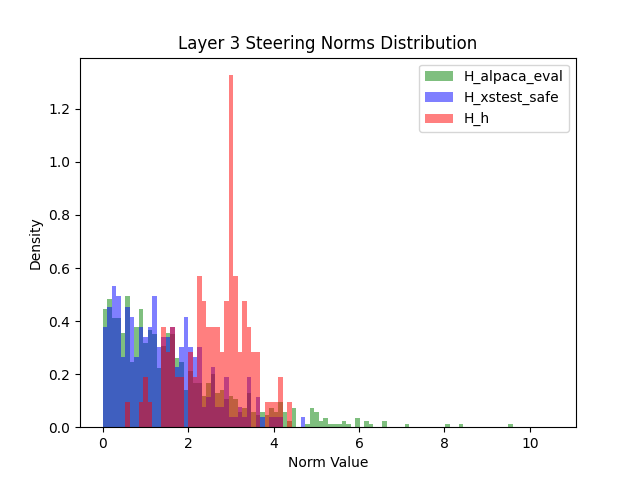 Layer 3 Steering Norms Distribution
H_alpaca_eval
H_xstest_safe
H_h
Density
1.2
1.0
0.8
0.6
0.4
0.2
0.0
0 2 4 6 8 10
Norm Value